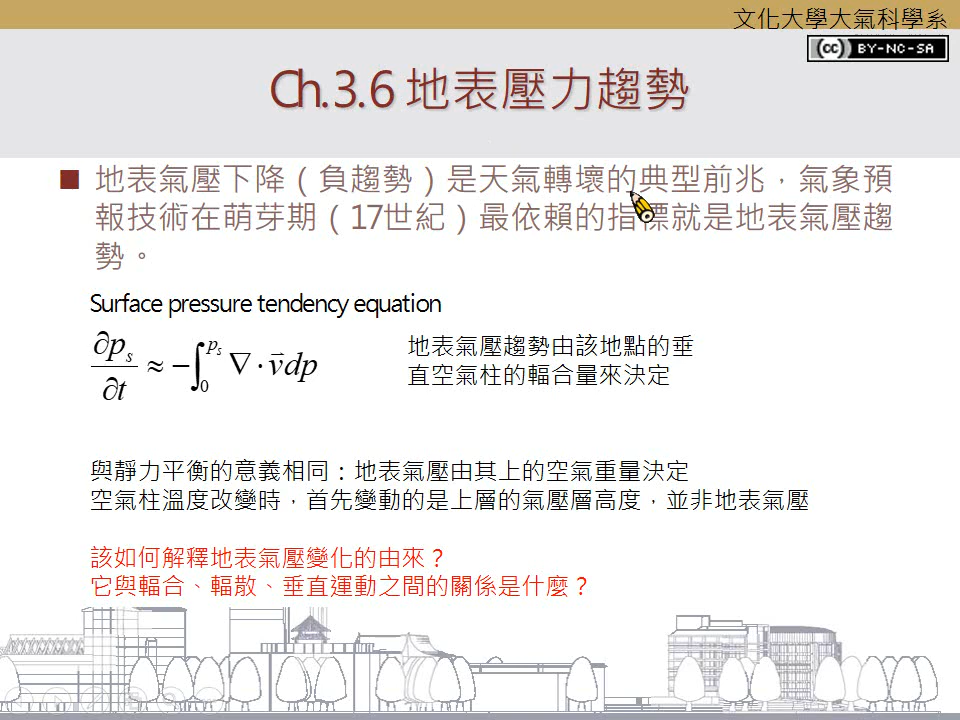 文化大學大氣科學系
(cc) BY-NC-SA
Ch.3.6 地表壓力趨勢
地表氣壓下降（負趨勢）是天氣轉壞的典型前兆，氣象預
報技術在萌芽期（17世紀）最依賴的指標就是地表氣壓趨
勢。
Surface pressure tendency equation
∂pₛ/∂t ≈ −∫₀^{pₛ} ∇·v⃗dp
地表氣壓趨勢由該地點的垂
直空氣柱的輻合量來決定
與靜力平衡的意義相同：地表氣壓由其上的空氣重量決定
空氣柱溫度改變時，首先變動的是上層的氣壓層高度，並非地表氣壓
該如何解釋地表氣壓變化的由來？
它與輻合、輻散、垂直運動之間的關係是什麼？